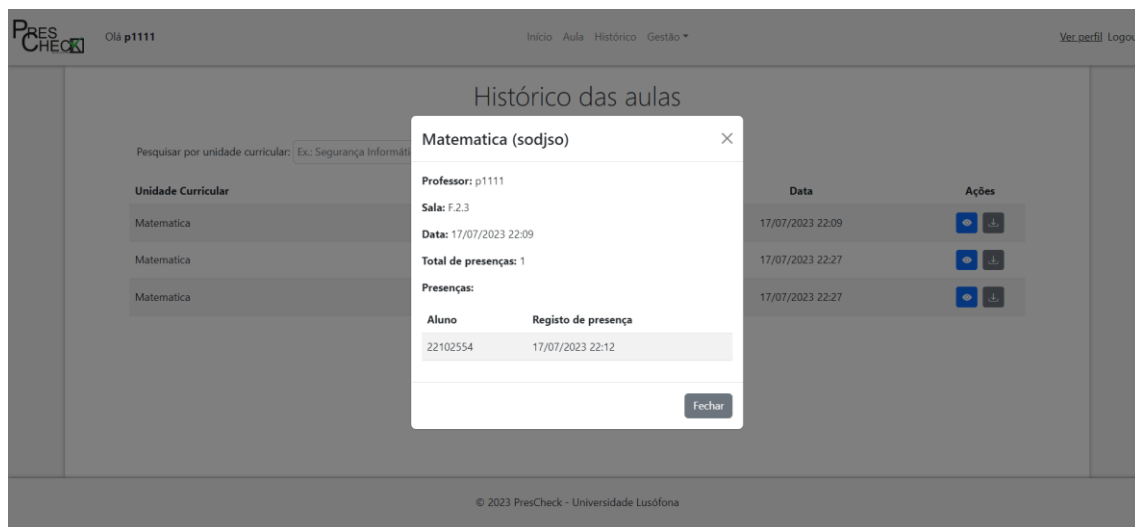 PRES CHECK
Olá p1111 Início Aula Histórico Gestão Ver perfil Logou
Histórico das aulas
Pesquisar por unidade curricular: Ex.: Segurança Informáti
Unidade Curricular Data Ações
Matematica 17/07/2023 22:09
Matematica 17/07/2023 22:27
Matematica 17/07/2023 22:27
Matematica (sodjso)
Professor: p1111
Sala: F.2.3
Data: 17/07/2023 22:09
Total de presenças: 1
Presenças:
Aluno Registo de presença
22102554 17/07/2023 22:12
Fechar
© 2023 PresCheck - Universidade Lusófona